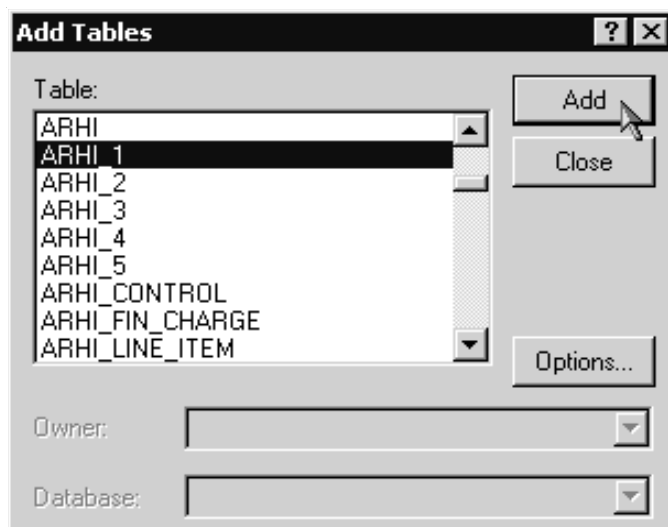 Add Tables
Table:
ARHI
ARHI_1
ARHI_2
ARHI_3
ARHI_4
ARHI_5
ARHI_CONTROL
ARHI_FIN_CHARGE
ARHI_LINE_ITEM
Add
Close
Options...
Owner:
Database: